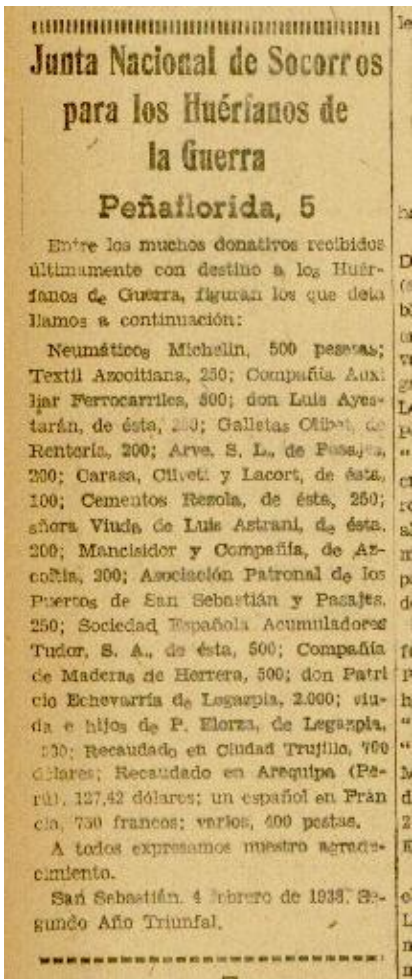 Junta Nacional de Socorros
para los Huérfanos de
la Guerra
Peñaflorida, 5
Entre los muchos donativos recibidos
últimamente con destino a los Huér-
fanos de Guerra, figuran los que deta
llamos a continuación:
Neumáticos Michelin, 500 pesetas;
Textil Azcoitiana, 250; Compañía Auxi
liar Ferrocarriles, 500; don Luis Ayes-
tarán, de ésta, Galletas Olibet, de
Rentería, 200; Arve, S. L., de Pasajes,
200; Carasa, Oliveti y Lacort, de ésta,
100; Cementos Rezola, de ésta, 250;
señora Viuda de Luis Astrani, de ésta,
200; Mancisidor y Compañía, de Az-
coitia, 200; Asociación Patronal de los
Puertos de San Sebastián y Pasajes,
250; Sociedad Española Acumuladores
Tudor, S. A., de ésta, 500; Compañía
de Maderas de Herrera, 500; don Patri
cio Echevarría de Legazpia, 2.000; viu-
da e hijos de P. Elorza, de Legazpia,
Recaudado en Ciudad Trujillo, 700
dólares; Recaudado en Arequipa (Pe-
rú), 127,42 dólares; un español en Fran
cia, 750 francos; varios, 400 pesetas.
A todos expresamos nuestro agrade-
cimiento.
San Sebastián, 4 febrero de 1938. Se-
gundo Año Triunfal.